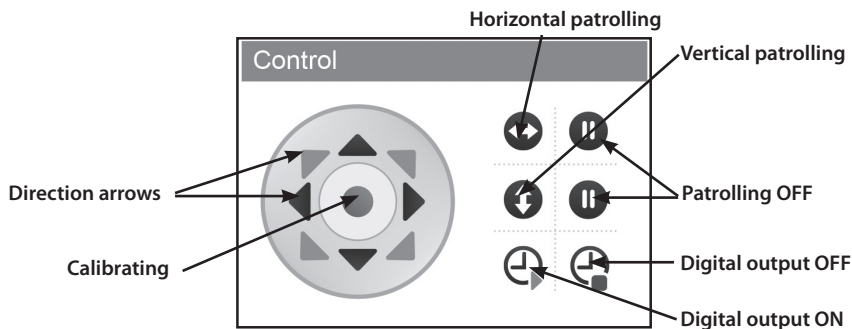 Horizontal patrolling
Control
Vertical patrolling
Direction arrows
Patrolling OFF
Calibrating
Digital output OFF
Digital output ON